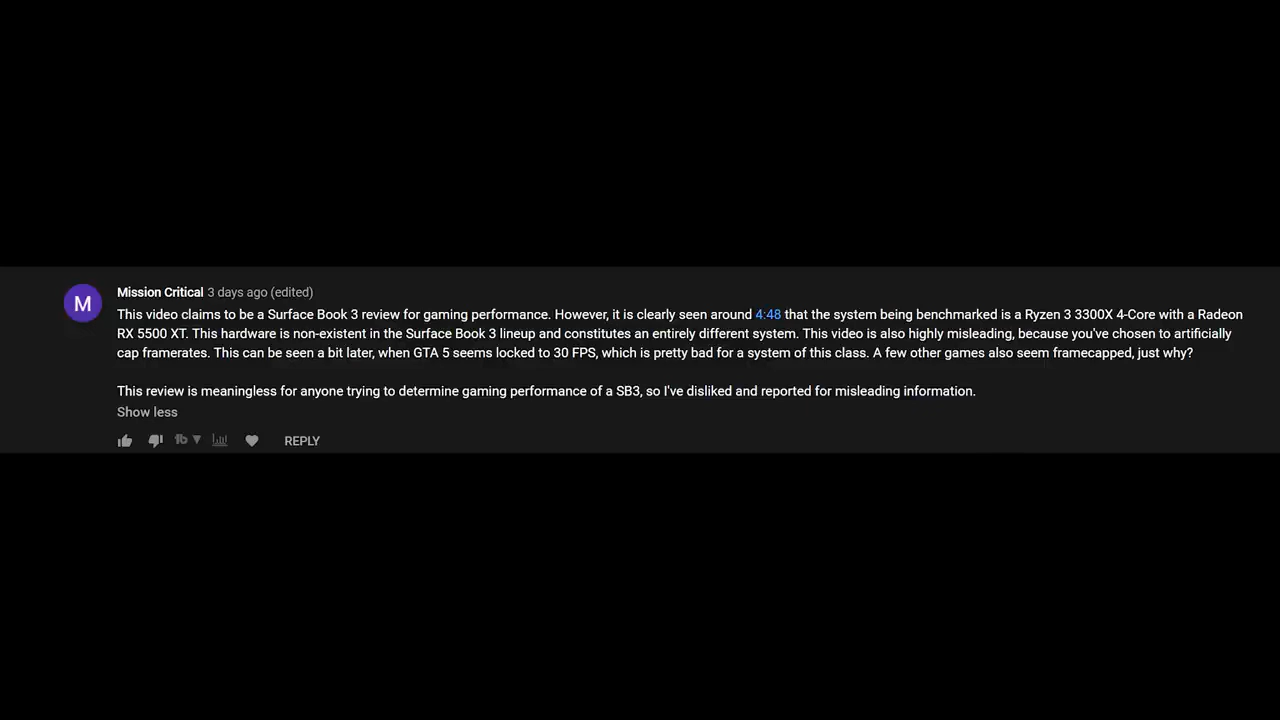 M
Mission Critical 3 days ago (edited)
This video claims to be a Surface Book 3 review for gaming performance. However, it is clearly seen around 4:48 that the system being benchmarked is a Ryzen 3 3300X 4-Core with a Radeon
RX 5500 XT. This hardware is non-existent in the Surface Book 3 lineup and constitutes an entirely different system. This video is also highly misleading, because you've chosen to artificially
cap framerates. This can be seen a bit later, when GTA 5 seems locked to 30 FPS, which is pretty bad for a system of this class. A few other games also seem framecapped, just why?
This review is meaningless for anyone trying to determine gaming performance of a SB3, so I've disliked and reported for misleading information.
Show less
REPLY